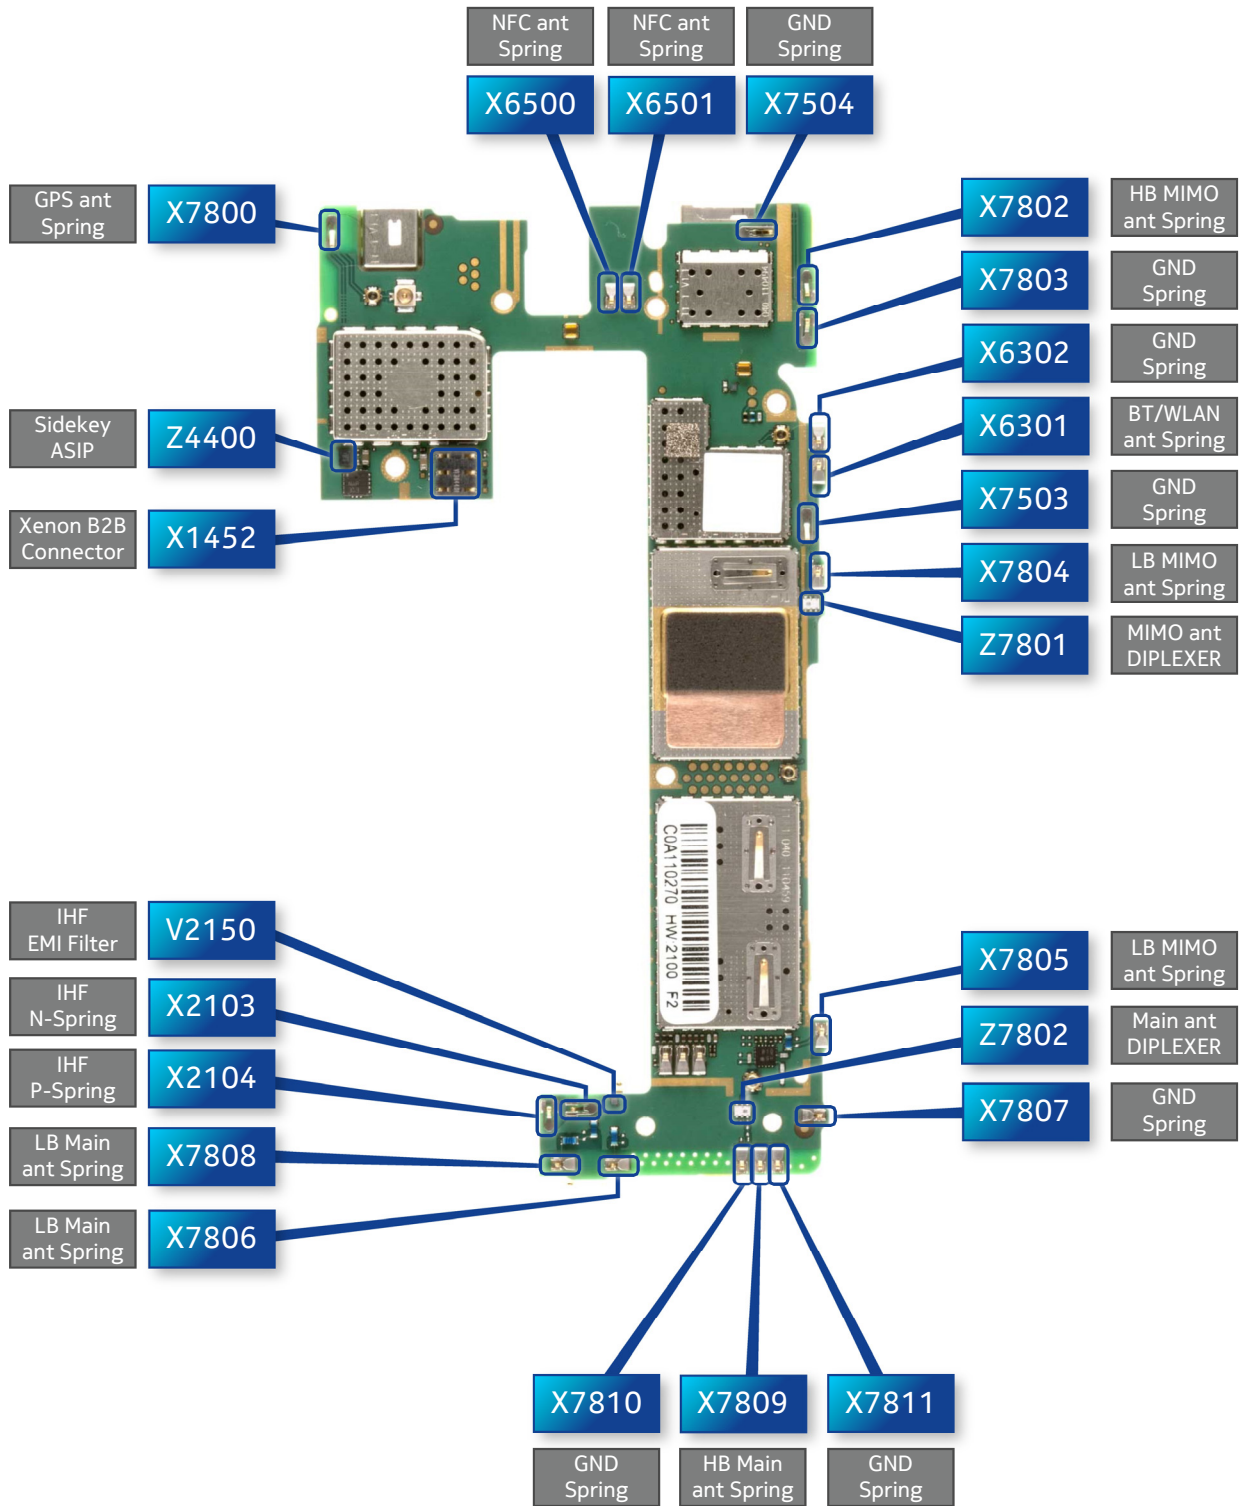 NFC ant
Spring
NFC ant
Spring
GND
Spring
X6500
X6501
X7504
GPS ant
Spring
X7800
X7802
HB MIMO
ant Spring
X7803
GND
Spring
X6302
GND
Spring
Sidekey
ASIP
Z4400
X6301
BT/WLAN
ant Spring
X7503
GND
Spring
Xenon B2B
Connector
X1452
X7804
LB MIMO
ant Spring
Z7801
MIMO ant
DIPLEXER
C0A110270 HW 2100 F2
IHF
EMI Filter
V2150
X7805
LB MIMO
ant Spring
IHF
N-Spring
X2103
Z7802
Main ant
DIPLEXER
IHF
P-Spring
X2104
X7807
GND
Spring
LB Main
ant Spring
X7808
LB Main
ant Spring
X7806
X7810
X7809
X7811
GND
Spring
HB Main
ant Spring
GND
Spring